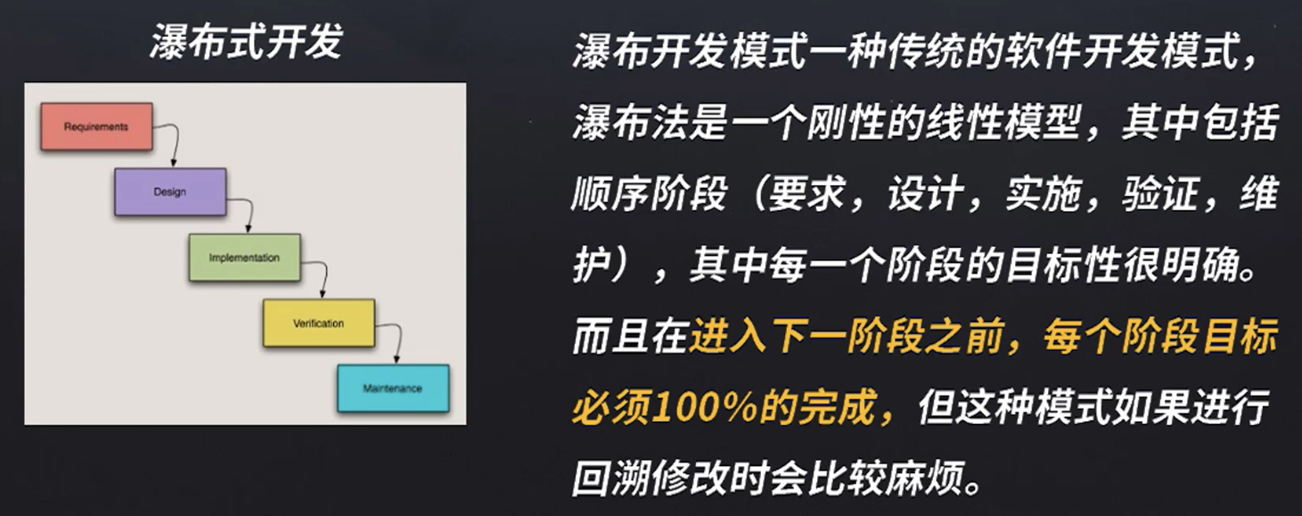 瀑布式开发
Requirements
Design
Implementation
Verification
Maintenance
瀑布开发模式一种传统的软件开发模式，
瀑布法是一个刚性的线性模型，其中包括
顺序阶段（要求，设计，实施，验证，维
护），其中每一个阶段的目标性很明确。
而且在进入下一阶段之前，每个阶段目标
必须100%的完成，但这种模式如果进行
回溯修改时会比较麻烦。